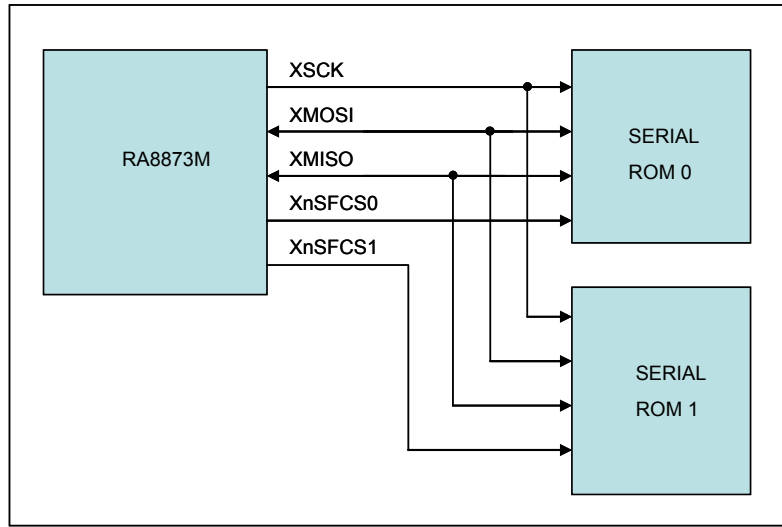 XSCK
XMOSI
RA8873M
XMISO
XnSFCS0
XnSFCS1
SERIAL
ROM 0
SERIAL
ROM 1